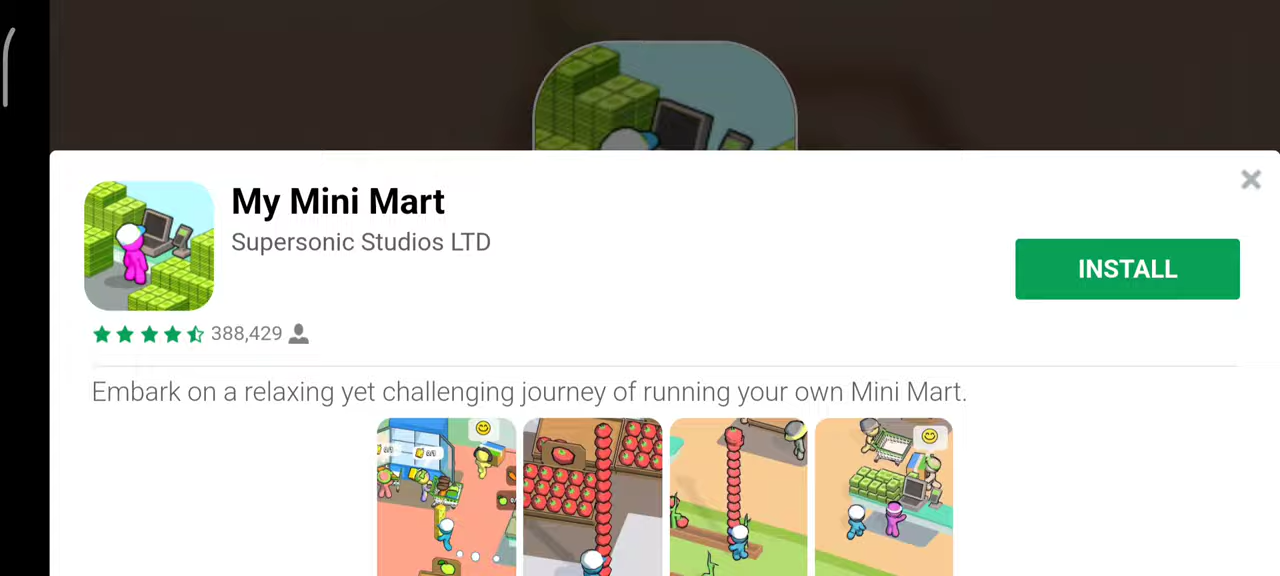 My Mini Mart
Supersonic Studios LTD
INSTALL
388,429
Embark on a relaxing yet challenging journey of running your own Mini Mart.